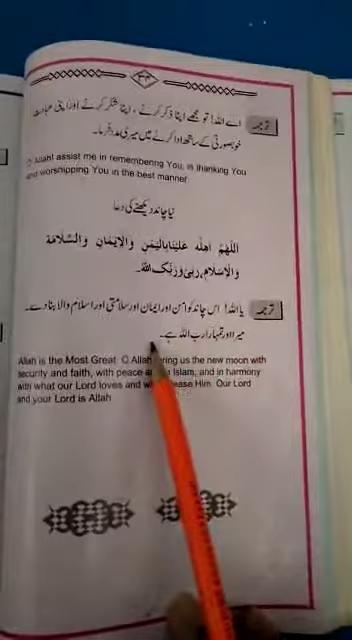 ۳۲
اے اللہ! تو مجھے اپنا ذکر کرنے، اپنا شکر کرنے اور اپنی عبادت
ترجمہ
خوبصورتی کے ساتھ ادا کرنے میں میری مدد فرما۔
O Allah! assist me in remembering You, is thanking You
and worshipping You in the best manner
نیا چاند دیکھنے کی دعا
اللّٰهُمَّ اَهِلَّه عَلَيْنَا بِالْيُمْنِ وَالْاِيْمَانِ وَالسَّلَامَةِ
وَالْاِسْلَامِ، رَبِّىْ وَرَبُّكَ اللّٰهُ۔
یا اللہ! اس چاند کو امن اور ایمان اور سلامتی اور اسلام والا بنا دے۔
ترجمہ
میرا اور تمہارا رب اللہ ہے۔
Allah is the Most Great. O Allah bring us the new moon with
security and faith, with peace and in Islam, and in harmony
with what our Lord loves and what please Him. Our Lord
and your Lord is Allah